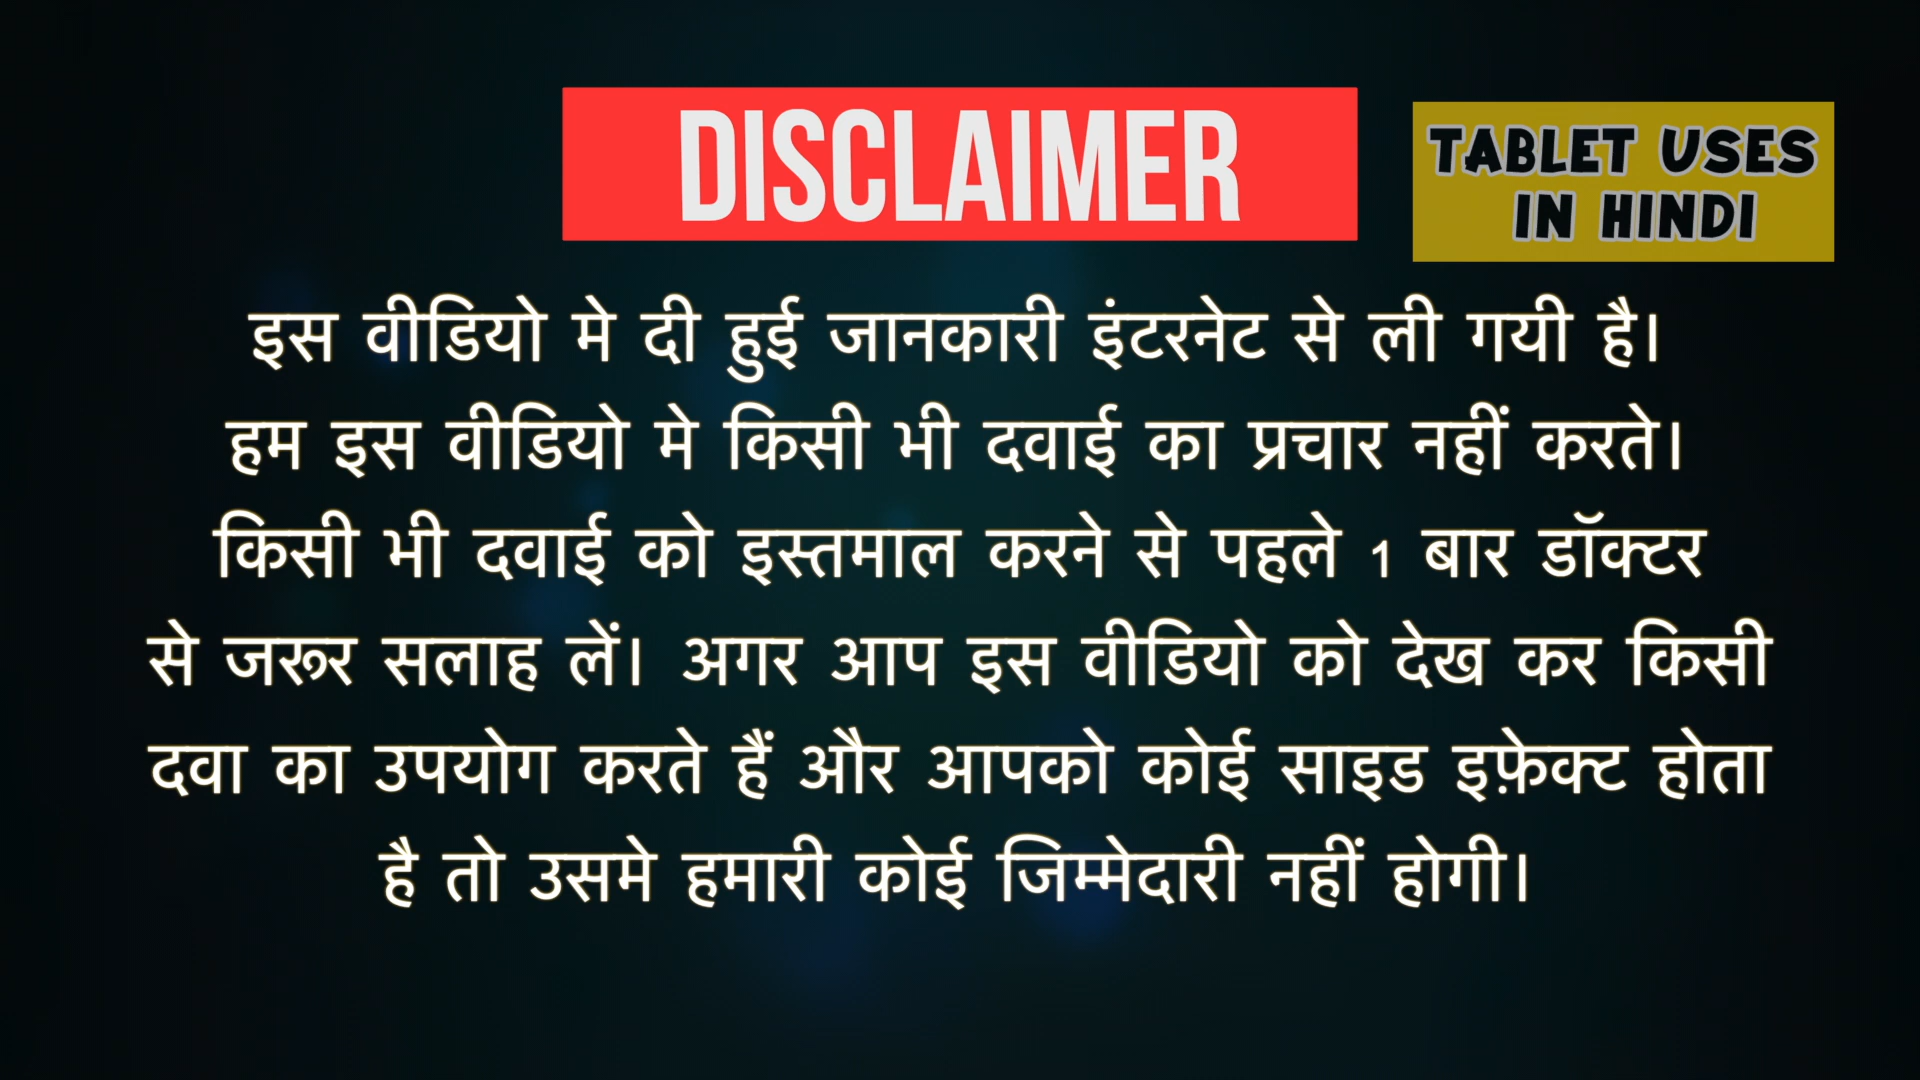 DISCLAIMER
TABLET USES
IN HINDI
इस वीडियो मे दी हुई जानकारी इंटरनेट से ली गयी है।
हम इस वीडियो मे किसी भी दवाई का प्रचार नहीं करते।
किसी भी दवाई को इस्तमाल करने से पहले 1 बार डॉक्टर
से जरूर सलाह लें। अगर आप इस वीडियो को देख कर किसी
दवा का उपयोग करते हैं और आपको कोई साइड इफ़ेक्ट होता
है तो उसमे हमारी कोई जिम्मेदारी नहीं होगी।